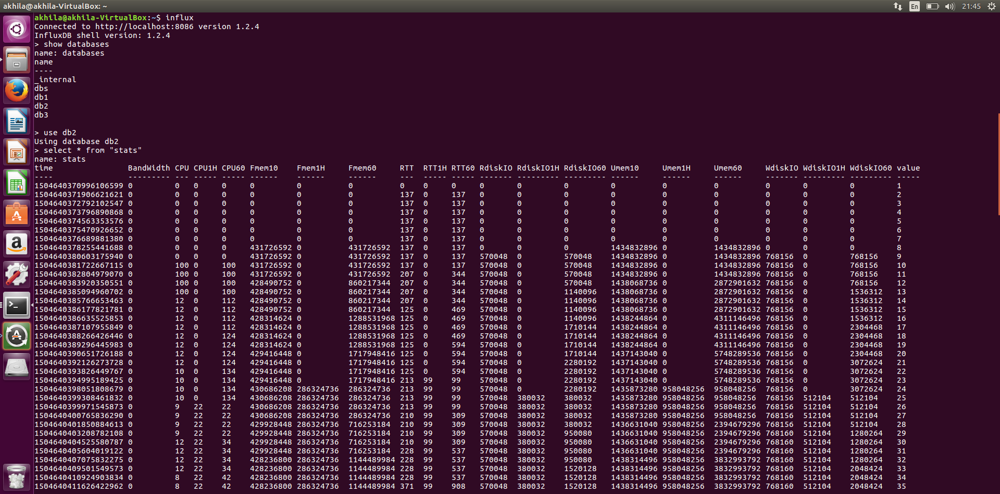 akhila@akhila-VirtualBox: ~
En
21:45
akhila@akhila-VirtualBox:~$ influx
Connected to http://localhost:8086 version 1.2.4
InfluxDB shell version: 1.2.4
> show databases
name: databases
name
----
_internal
dbs
db1
db2
db3
> use db2
Using database db2
> select * from "stats"
name: stats
time BandWidth CPU CPU1H CPU60 Fmem10 Fmem1H Fmem60 RTT RTT1H RTT60 RdiskIO RdiskIO1H RdiskIO60 Umem10 Umem1H Umem60 WdiskIO WdiskIO1H WdiskIO60 value
---- --------- --- ----- ----- ------ ------ ------ --- ----- ----- ------- --------- --------- ------ ------ ------ ------- --------- --------- -----
1504640370996106599 0 0 0 0 0 0 0 0 0 0 0 0 0 0 0 0 0 0 0 1
1504640371906621621 0 0 0 0 0 0 0 137 0 137 0 0 0 0 0 0 0 0 0 2
1504640372792102547 0 0 0 0 0 0 0 137 0 137 0 0 0 0 0 0 0 0 0 3
1504640373796890868 0 0 0 0 0 0 0 137 0 137 0 0 0 0 0 0 0 0 0 4
1504640374563353576 0 0 0 0 0 0 0 137 0 137 0 0 0 0 0 0 0 0 0 5
1504640375470926652 0 0 0 0 0 0 0 137 0 137 0 0 0 0 0 0 0 0 0 6
1504640376689881380 0 0 0 0 0 0 0 137 0 137 0 0 0 0 0 0 0 0 0 7
1504640378255441688 0 0 0 0 431726592 0 431726592 137 0 137 0 0 0 1434832896 0 1434832896 0 0 0 8
1504640380603175940 0 0 0 0 431726592 0 431726592 137 0 137 570048 0 570048 1434832896 0 1434832896 768156 0 768156 9
1504640381722667115 0 100 0 100 431726592 0 431726592 137 0 137 570048 0 570048 1434832896 0 1434832896 768156 0 768156 10
1504640382804979070 0 100 0 100 431726592 0 431726592 207 0 344 570048 0 570048 1434832896 0 1434832896 768156 0 768156 11
1504640383920350551 0 100 0 100 428490752 0 860217344 207 0 344 570048 0 570048 1438068736 0 2872901632 768156 0 768156 12
1504640385094960702 0 100 0 100 428490752 0 860217344 207 0 344 570048 0 1140096 1438068736 0 2872901632 768156 0 1536312 13
1504640385766653463 0 12 0 112 428490752 0 860217344 207 0 344 570048 0 1140096 1438068736 0 2872901632 768156 0 1536312 14
1504640386177821781 0 12 0 112 428490752 0 860217344 125 0 469 570048 0 1140096 1438068736 0 2872901632 768156 0 1536312 15
1504640386635525853 0 12 0 112 428314624 0 1288531968 125 0 469 570048 0 1140096 1438244864 0 4311146496 768156 0 1536312 16
1504640387107955849 0 12 0 112 428314624 0 1288531968 125 0 469 570048 0 1710144 1438244864 0 4311146496 768156 0 2304468 17
1504640388266426446 0 12 0 124 428314624 0 1288531968 125 0 469 570048 0 1710144 1438244864 0 4311146496 768156 0 2304468 18
1504640389296445983 0 12 0 124 428314624 0 1288531968 125 0 594 570048 0 1710144 1438244864 0 4311146496 768156 0 2304468 19
1504640390651726188 0 12 0 124 429416448 0 1717948416 125 0 594 570048 0 1710144 1437143040 0 5748289536 768156 0 2304468 20
1504640392126273728 0 12 0 124 429416448 0 1717948416 125 0 594 570048 0 2280192 1437143040 0 5748289536 768156 0 3072624 21
1504640393826449767 0 10 0 134 429416448 0 1717948416 125 0 594 570048 0 2280192 1437143040 0 5748289536 768156 0 3072624 22
1504640394995189425 0 10 0 134 429416448 0 1717948416 213 99 99 570048 0 2280192 1437143040 0 5748289536 768156 0 3072624 23
1504640398051808679 0 10 0 134 430686208 286324736 286324736 213 99 99 570048 0 2280192 1435873280 958048256 958048256 768156 0 3072624 24
1504640399308461832 0 10 0 134 430686208 286324736 286324736 213 99 99 570048 380032 380032 1435873280 958048256 958048256 768156 512104 512104 25
1504640399971545873 0 9 22 22 430686208 286324736 286324736 213 99 99 570048 380032 380032 1435873280 958048256 958048256 768156 512104 512104 26
1504640400765836290 0 9 22 22 430686208 286324736 286324736 210 99 309 570048 380032 380032 1435873280 958048256 958048256 768156 512104 512104 27
1504640401850884613 0 9 22 22 429928448 286324736 716253184 210 99 309 570048 380032 380032 1436631040 958048256 2394679296 768156 512104 512104 28
1504640403208782108 0 9 22 22 429928448 286324736 716253184 210 99 309 570048 380032 950080 1436631040 958048256 2394679296 768160 512104 1280264 29
1504640404525580787 0 12 22 34 429928448 286324736 716253184 210 99 309 570048 380032 950080 1436631040 958048256 2394679296 768160 512104 1280264 30
1504640405604019122 0 12 22 34 429928448 286324736 716253184 228 99 537 570048 380032 950080 1436631040 958048256 2394679296 768160 512104 1280264 31
1504640407075832275 0 12 22 34 428236800 286324736 1144489984 228 99 537 570048 380032 950080 1438314496 958048256 3832993792 768160 512104 1280264 32
1504640409501549573 0 12 22 34 428236800 286324736 1144489984 228 99 537 570048 380032 1520128 1438314496 958048256 3832993792 768160 512104 2048424 33
1504640410924903834 0 8 22 42 428236800 286324736 1144489984 228 99 537 570048 380032 1520128 1438314496 958048256 3832993792 768160 512104 2048424 34
1504640411626422962 0 8 22 42 428236800 286324736 1144489984 371 99 908 570048 380032 1520128 1438314496 958048256 3832993792 768160 512104 2048424 35